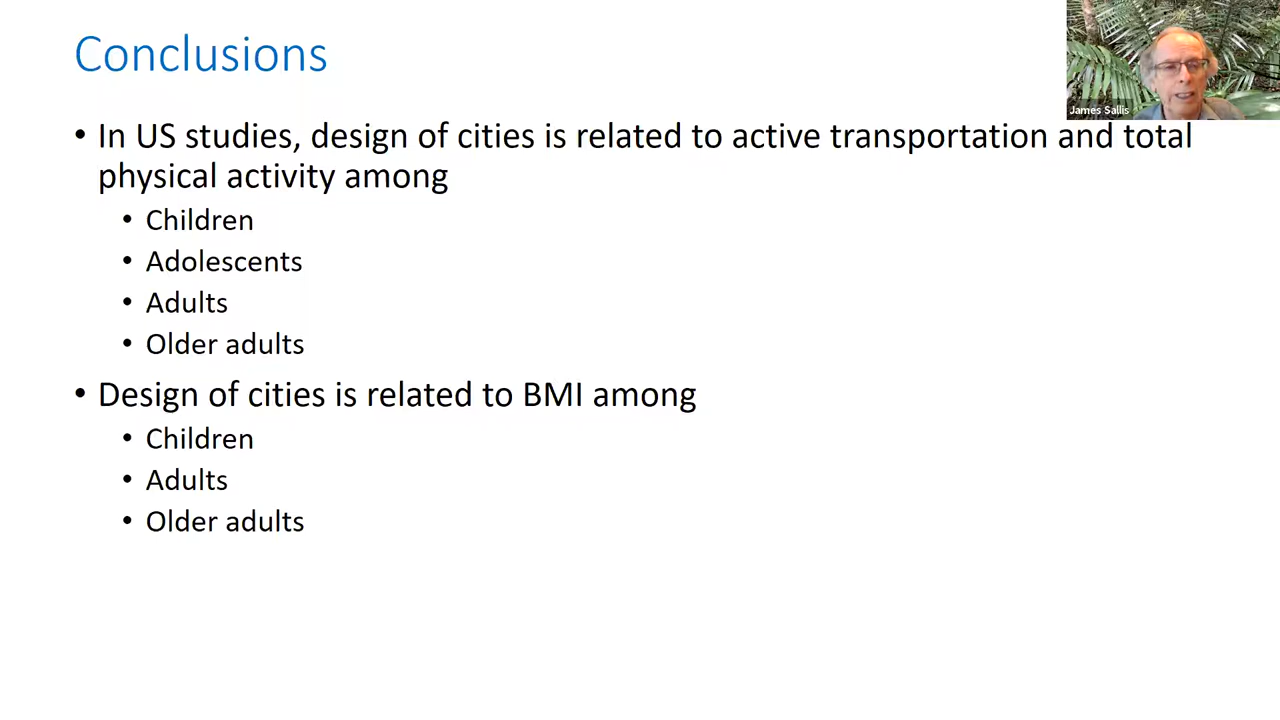 Conclusions
James Sallis
• In US studies, design of cities is related to active transportation and total
physical activity among
• Children
• Adolescents
• Adults
• Older adults
• Design of cities is related to BMI among
• Children
• Adults
• Older adults